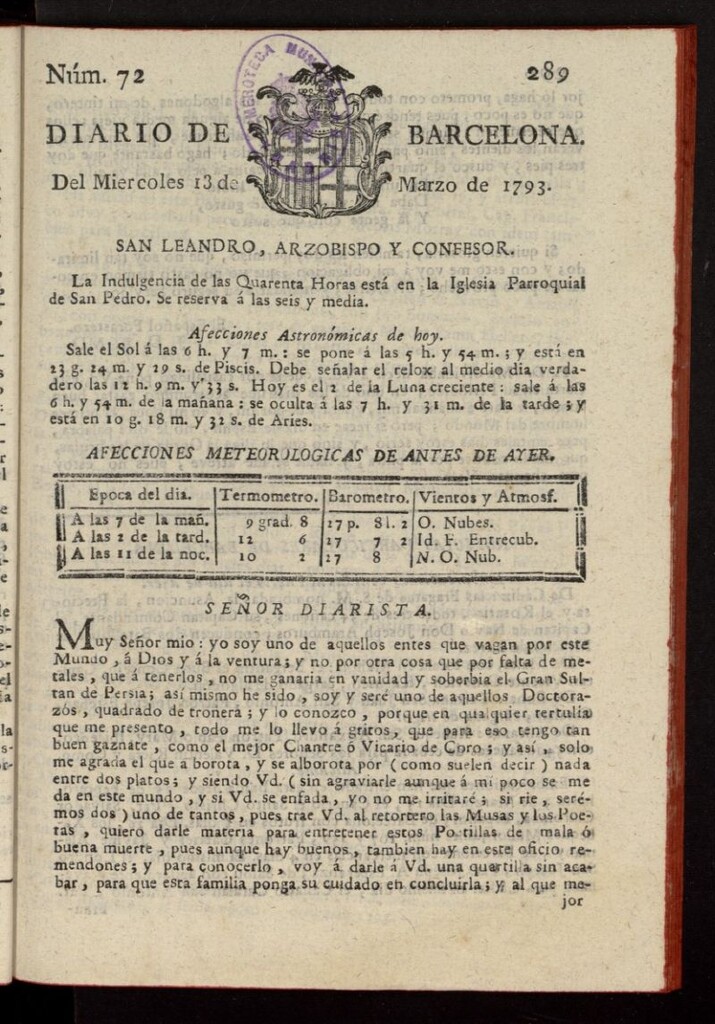 Núm. 72
289
DIARIO DE BARCELONA.
Del Miercoles 13 de Marzo de 1793.
SAN LEANDRO, ARZOBISPO Y CONFESOR.
La Indulgencia de las Quarenta Horas está en la Iglesia Parroquial
de San Pedro. Se reserva á las seis y media.
Afecciones Astronómicas de hoy.
Sale el Sol á las 6 h. y 7 m.: se pone á las 5 h. y 54 m.; y está en
23 g. 24 m. y 29 s. de Piscis. Debe señalar el relox al medio dia verda-
dero las 12 h. 9 m. y 33 s. Hoy es el 2 de la Luna creciente: sale á las
6 h. y 54 m. de la mañana: se oculta á las 7 h. y 31 m. de la tarde; y
está en 10 g. 18 m. y 32 s. de Aries.
AFECCIONES METEOROLOGICAS DE ANTES DE AYER.
Epoca del dia. Termometro. Barometro. Vientos y Atmosf.
A las 7 de la mañ. 9 grad. 8 27 p. 8 l. 2 O. Nubes.
A las 2 de la tard. 12 6 27 7 2 Id. F. Entrecub.
A las 11 de la noc. 10 2 27 8 N. O. Nub.
SEÑOR DIARISTA.
Muy Señor mio: yo soy uno de aquellos entes que vagan por este
Mundo, á Dios y á la ventura; y no por otra cosa que por falta de me-
tales, que á tenerlos, no me ganaria en vanidad y soberbia el Gran Sul-
tan de Persia; así mismo he sido, soy y seré uno de aquellos Doctora-
zos, quadrado de tronera; y lo conozco, porque en qualquier tertulia
que me presento, todo me lo llevo á gritos, que para eso tengo tan
buen gaznate, como el mejor Chantre ó Vicario de Coro; y así, solo
me agrada el que a borota, y se alborota por (como suelen decir) nada
entre dos platos; y siendo Vd. (sin agraviarle aunque á mi poco se me
da en este mundo, y si Vd. se enfada, yo no me irritaré; si rie, seré-
mos dos) uno de tantos, pues trae Vd. al retortero las Musas y los Poe-
tas, quiero darle materia para entretener estos Poetillas de mala ó
buena muerte, pues aunque hay buenos, tambien hay en este oficio re-
mendones; y para conocerlo, voy á darle á Vd. una quartilla sin aca-
bar, para que esta familia ponga su cuidado en concluirla; y al que me-
jor